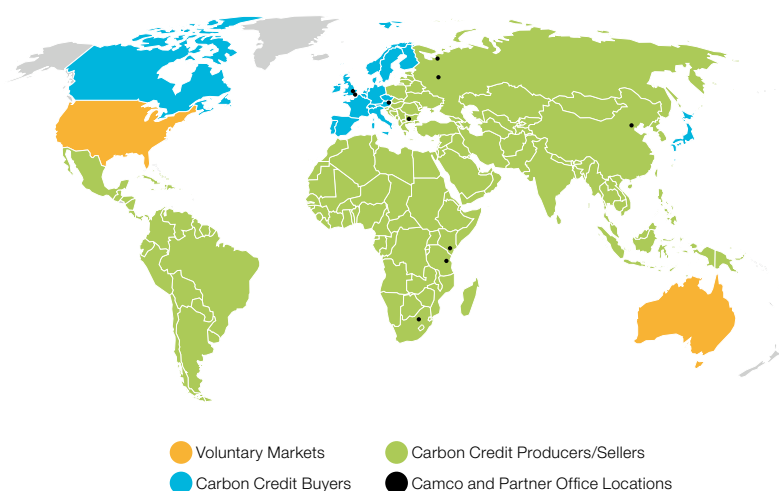 Voluntary Markets
Carbon Credit Producers/Sellers
Carbon Credit Buyers
Camco and Partner Office Locations